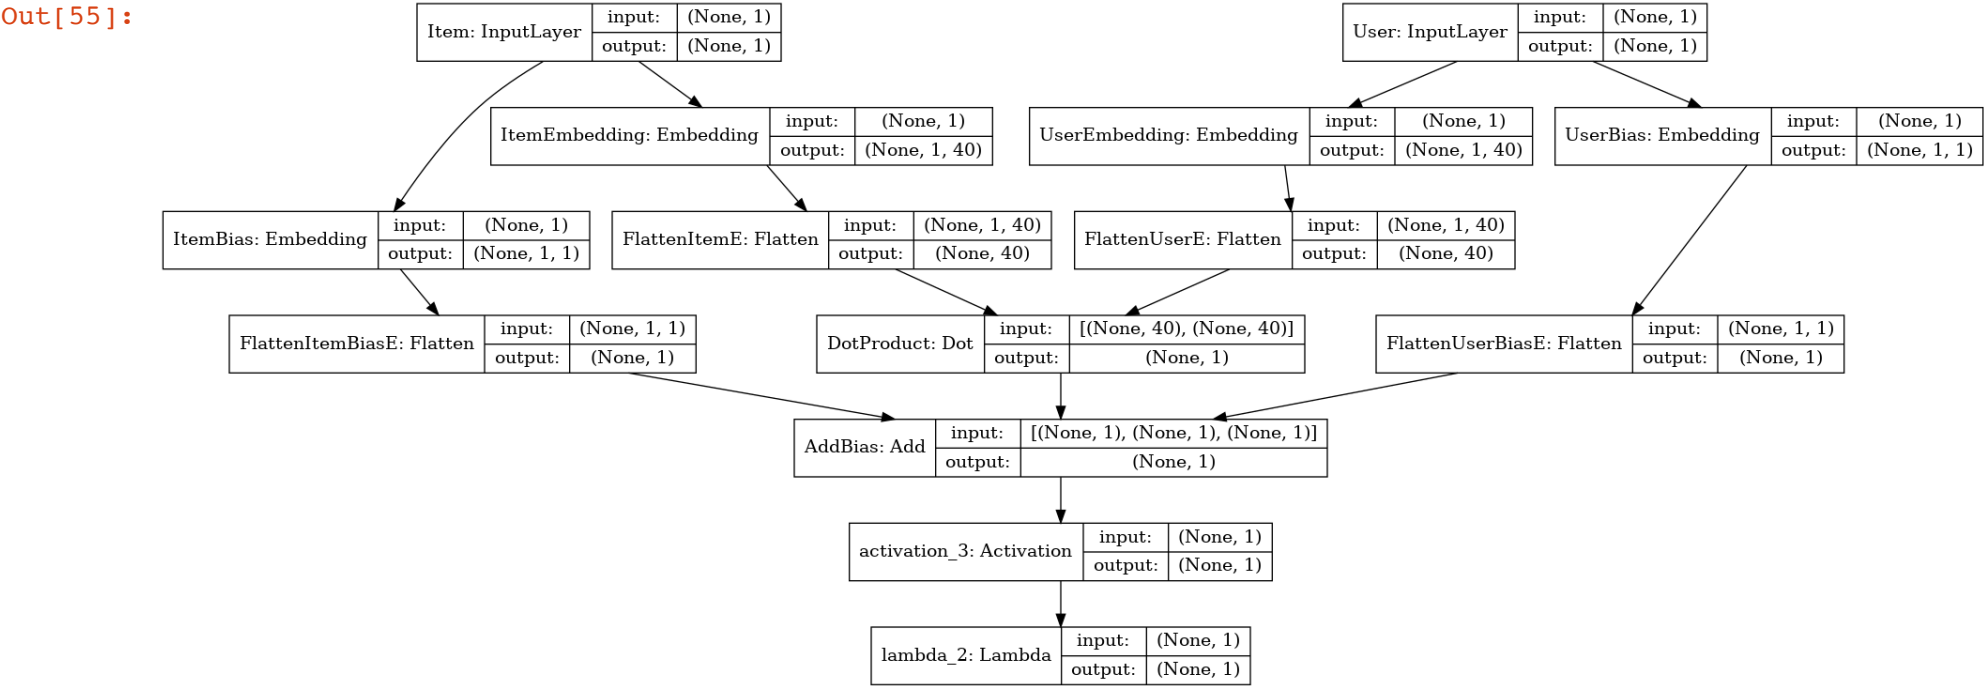 Out[55]:
Item: InputLayer
input: (None, 1)
output: (None, 1)
User: InputLayer
input: (None, 1)
output: (None, 1)
ItemEmbedding: Embedding
input: (None, 1)
output: (None, 1, 40)
UserEmbedding: Embedding
input: (None, 1)
output: (None, 1, 40)
UserBias: Embedding
input: (None, 1)
output: (None, 1, 1)
ItemBias: Embedding
input: (None, 1)
output: (None, 1, 1)
FlattenItemE: Flatten
input: (None, 1, 40)
output: (None, 40)
FlattenUserE: Flatten
input: (None, 1, 40)
output: (None, 40)
FlattenItemBiasE: Flatten
input: (None, 1, 1)
output: (None, 1)
DotProduct: Dot
input: [(None, 40), (None, 40)]
output: (None, 1)
FlattenUserBiasE: Flatten
input: (None, 1, 1)
output: (None, 1)
AddBias: Add
input: [(None, 1), (None, 1), (None, 1)]
output: (None, 1)
activation_3: Activation
input: (None, 1)
output: (None, 1)
lambda_2: Lambda
input: (None, 1)
output: (None, 1)